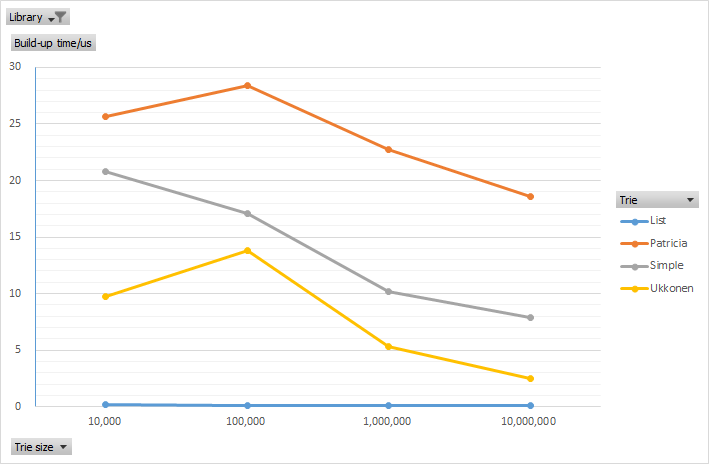 Library
Build-up time/us
30
25
20
15
10
5
0
10,000
100,000
1,000,000
10,000,000
Trie size
Trie
List
Patricia
Simple
Ukkonen